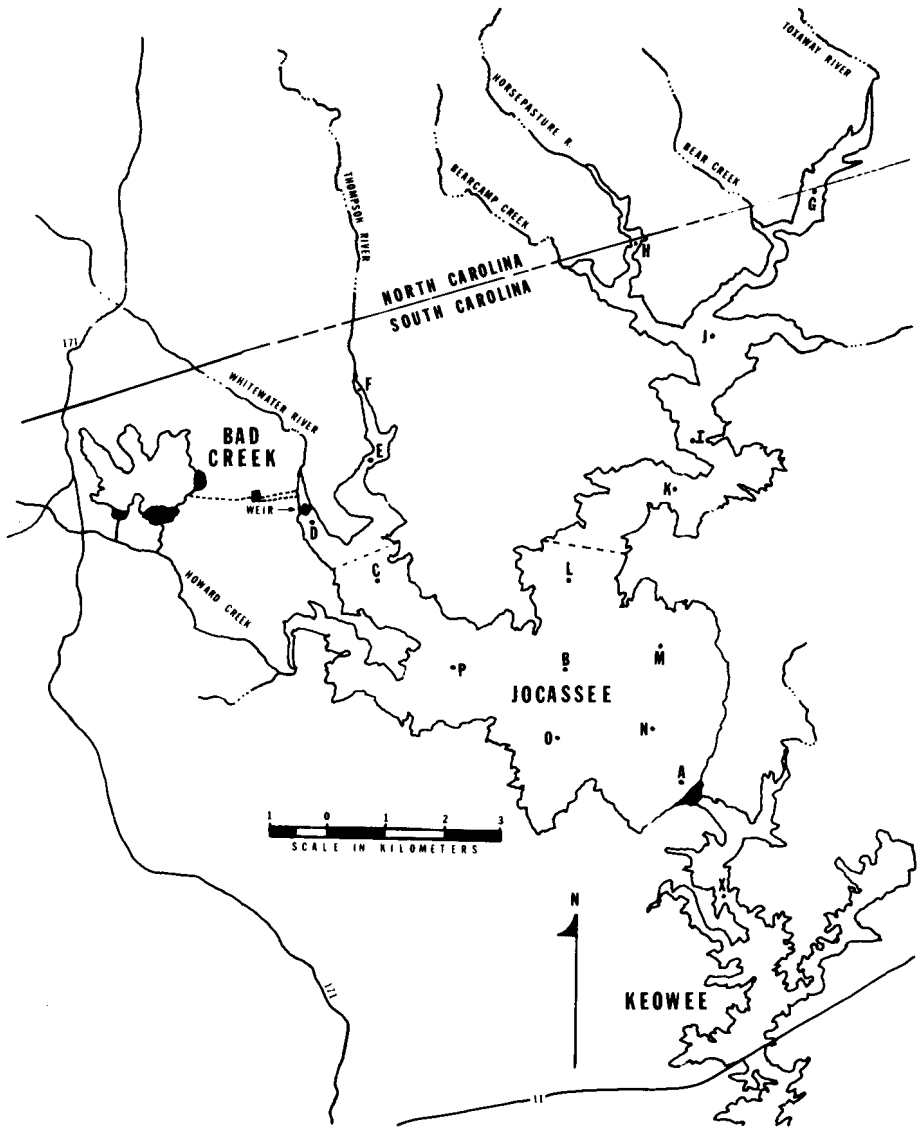 TOXAWAY RIVER
HORSEPASTURE R.
BEAR CREEK
BEARCAMP CREEK
THOMPSON RIVER
G
H
NORTH CAROLINA
SOUTH CAROLINA
J
171
F
WHITEWATER RIVER
BAD
CREEK
I
E
K
WEIR
D
C
L
HOWARD CREEK
P
B
M
JOCASSEE
O
N
A
1 0 1 2 3
SCALE IN KILOMETERS
X
N
KEOWEE
171
11